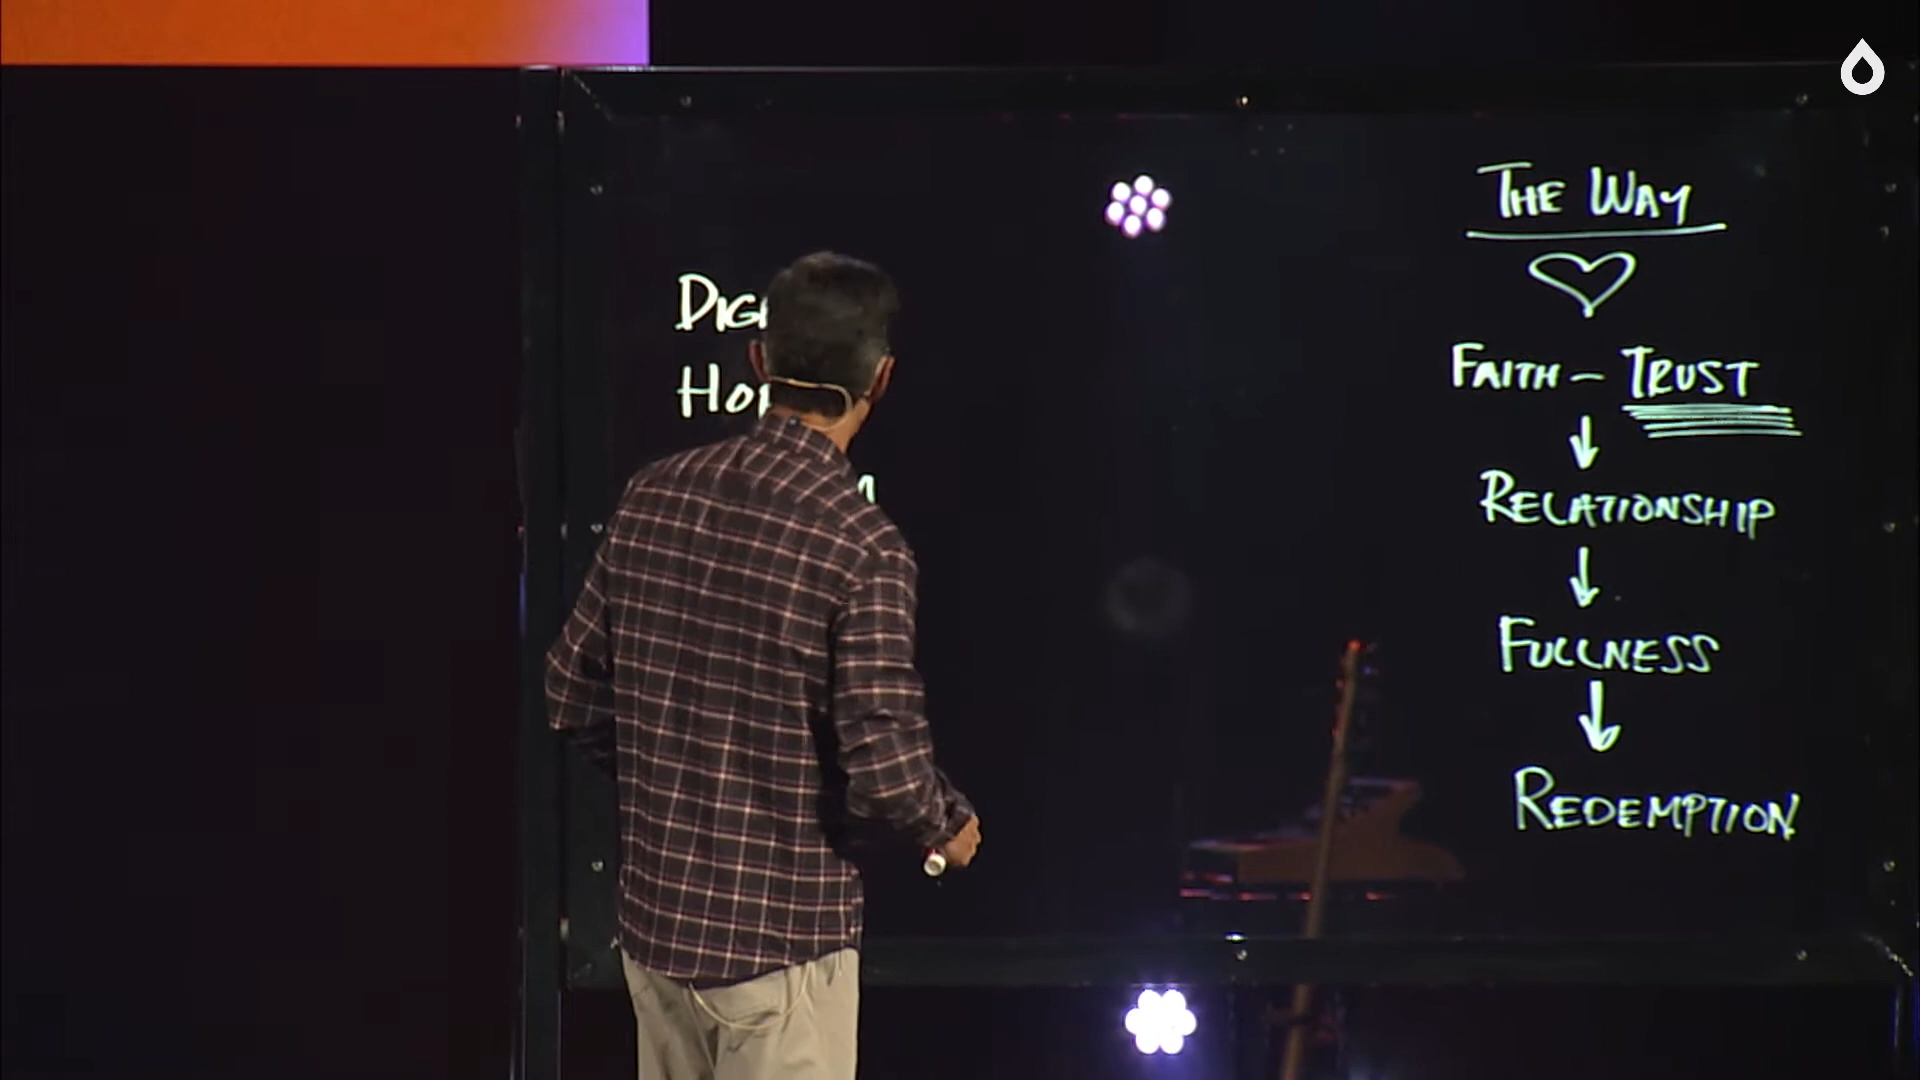 THE WAY
FAITH – TRUST
RELATIONSHIP
FULLNESS
REDEMPTION